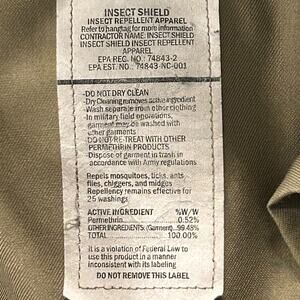 INSECT SHIELD
INSECT REPELLENT APPAREL
Refer to hangtag for more information
CONTRACTOR NAME: INSECT SHIELD
INSECT SHIELD INSECT REPELLENT
APPAREL
EPA REG. NO.: 74843-2
EPA EST. NO.: 74843-NC-001
-DO NOT DRY CLEAN
-Dry Cleaning removes active ingredient
-Wash separate from other clothing
-In military field operations,
garment may be washed with
other garments
-DO NOT RE-TREAT WITH OTHER
PERMETHRIN PRODUCTS
-Dispose of garment in trash in
accordance with Army regulations.
Repels mosquitoes, ticks, ants,
flies, chiggers, and midges
Repellency remains effective for
25 washings
ACTIVE INGREDIENT %W/W
Permethrin 0.52%
OTHER INGREDIENTS: (Garment) 99.48%
TOTAL 100.00%
It is a violation of Federal Law to
use this product in a manner
inconsistent with its labeling
DO NOT REMOVE THIS LABEL